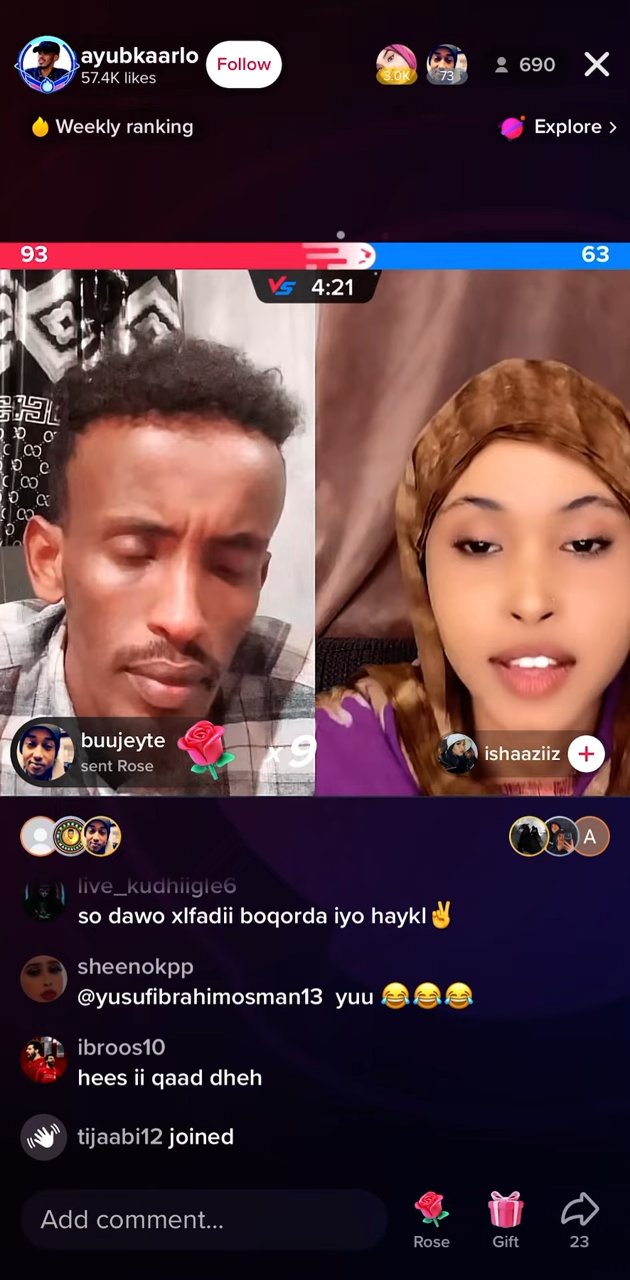 ayubkaarlo
57.4K likes
Follow
3.0K
73
690
Weekly ranking
Explore >
93
63
VS 4:21
buujeyte
sent Rose
x9
ishaaziiz
A
live_kudhiigle6
so dawo xlfadii boqorda iyo haykl✌️
sheenokpp
@yusufibrahimosman13 yuu 😂😂😂
ibroos10
hees ii qaad dheh
tijaabi12 joined
Add comment...
Rose
Gift
23